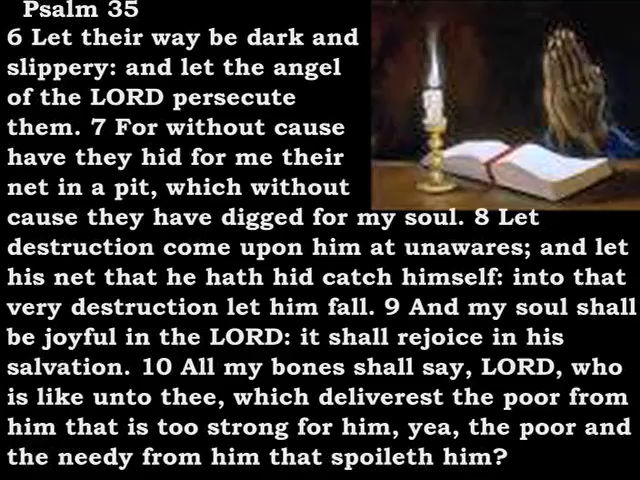 Psalm 35
6 Let their way be dark and
slippery: and let the angel
of the LORD persecute
them. 7 For without cause
have they hid for me their
net in a pit, which without
cause they have digged for my soul. 8 Let
destruction come upon him at unawares; and let
his net that he hath hid catch himself: into that
very destruction let him fall. 9 And my soul shall
be joyful in the LORD: it shall rejoice in his
salvation. 10 All my bones shall say, LORD, who
is like unto thee, which deliverest the poor from
him that is too strong for him, yea, the poor and
the needy from him that spoileth him?